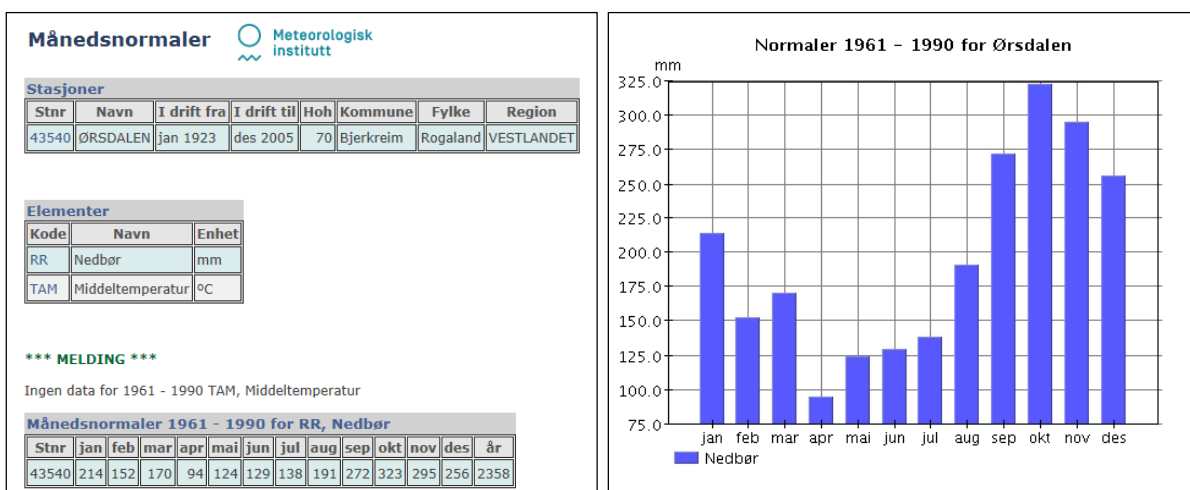 Månedsnormaler
Meteorologisk
institutt
Stasjoner
Stnr Navn I drift fra I drift til Hoh Kommune Fylke Region
43540 ØRSDALEN jan 1923 des 2005 70 Bjerkreim Rogaland VESTLANDET
Elementer
Kode Navn Enhet
RR Nedbør mm
TAM Middeltemperatur ºC
*** MELDING ***
Ingen data for 1961 - 1990 TAM, Middeltemperatur
Månedsnormaler 1961 - 1990 for RR, Nedbør
Stnr jan feb mar apr mai jun jul aug sep okt nov des år
43540 214 152 170 94 124 129 138 191 272 323 295 256 2358
Normaler 1961 - 1990 for Ørsdalen
mm
325.0
300.0
275.0
250.0
225.0
200.0
175.0
150.0
125.0
100.0
75.0
jan feb mar apr mai jun jul aug sep okt nov des
Nedbør